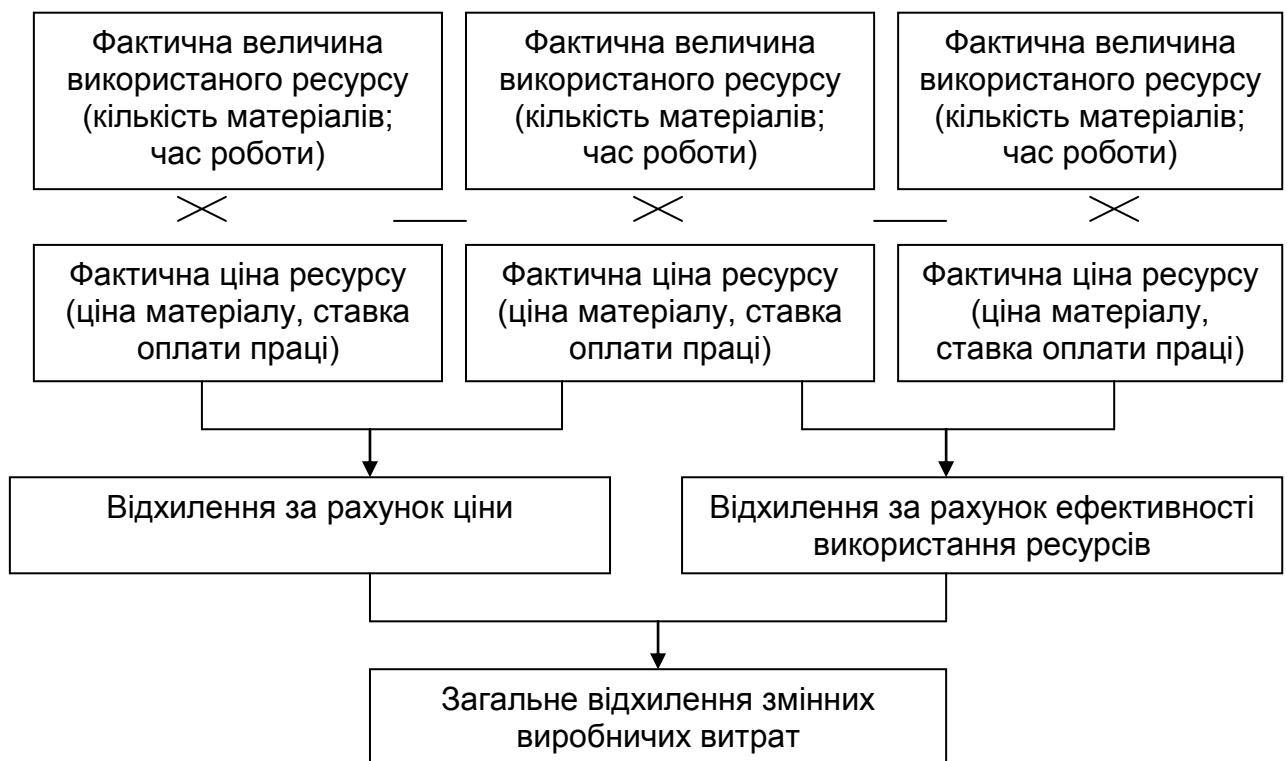 Фактична величина
використаного ресурсу
(кількість матеріалів;
час роботи)
Фактична величина
використаного ресурсу
(кількість матеріалів;
час роботи)
Фактична величина
використаного ресурсу
(кількість матеріалів;
час роботи)
Фактична ціна ресурсу
(ціна матеріалу, ставка
оплати праці)
Фактична ціна ресурсу
(ціна матеріалу, ставка
оплати праці)
Фактична ціна ресурсу
(ціна матеріалу,
ставка оплати праці)
Відхилення за рахунок ціни
Відхилення за рахунок ефективності
використання ресурсів
Загальне відхилення змінних
виробничих витрат